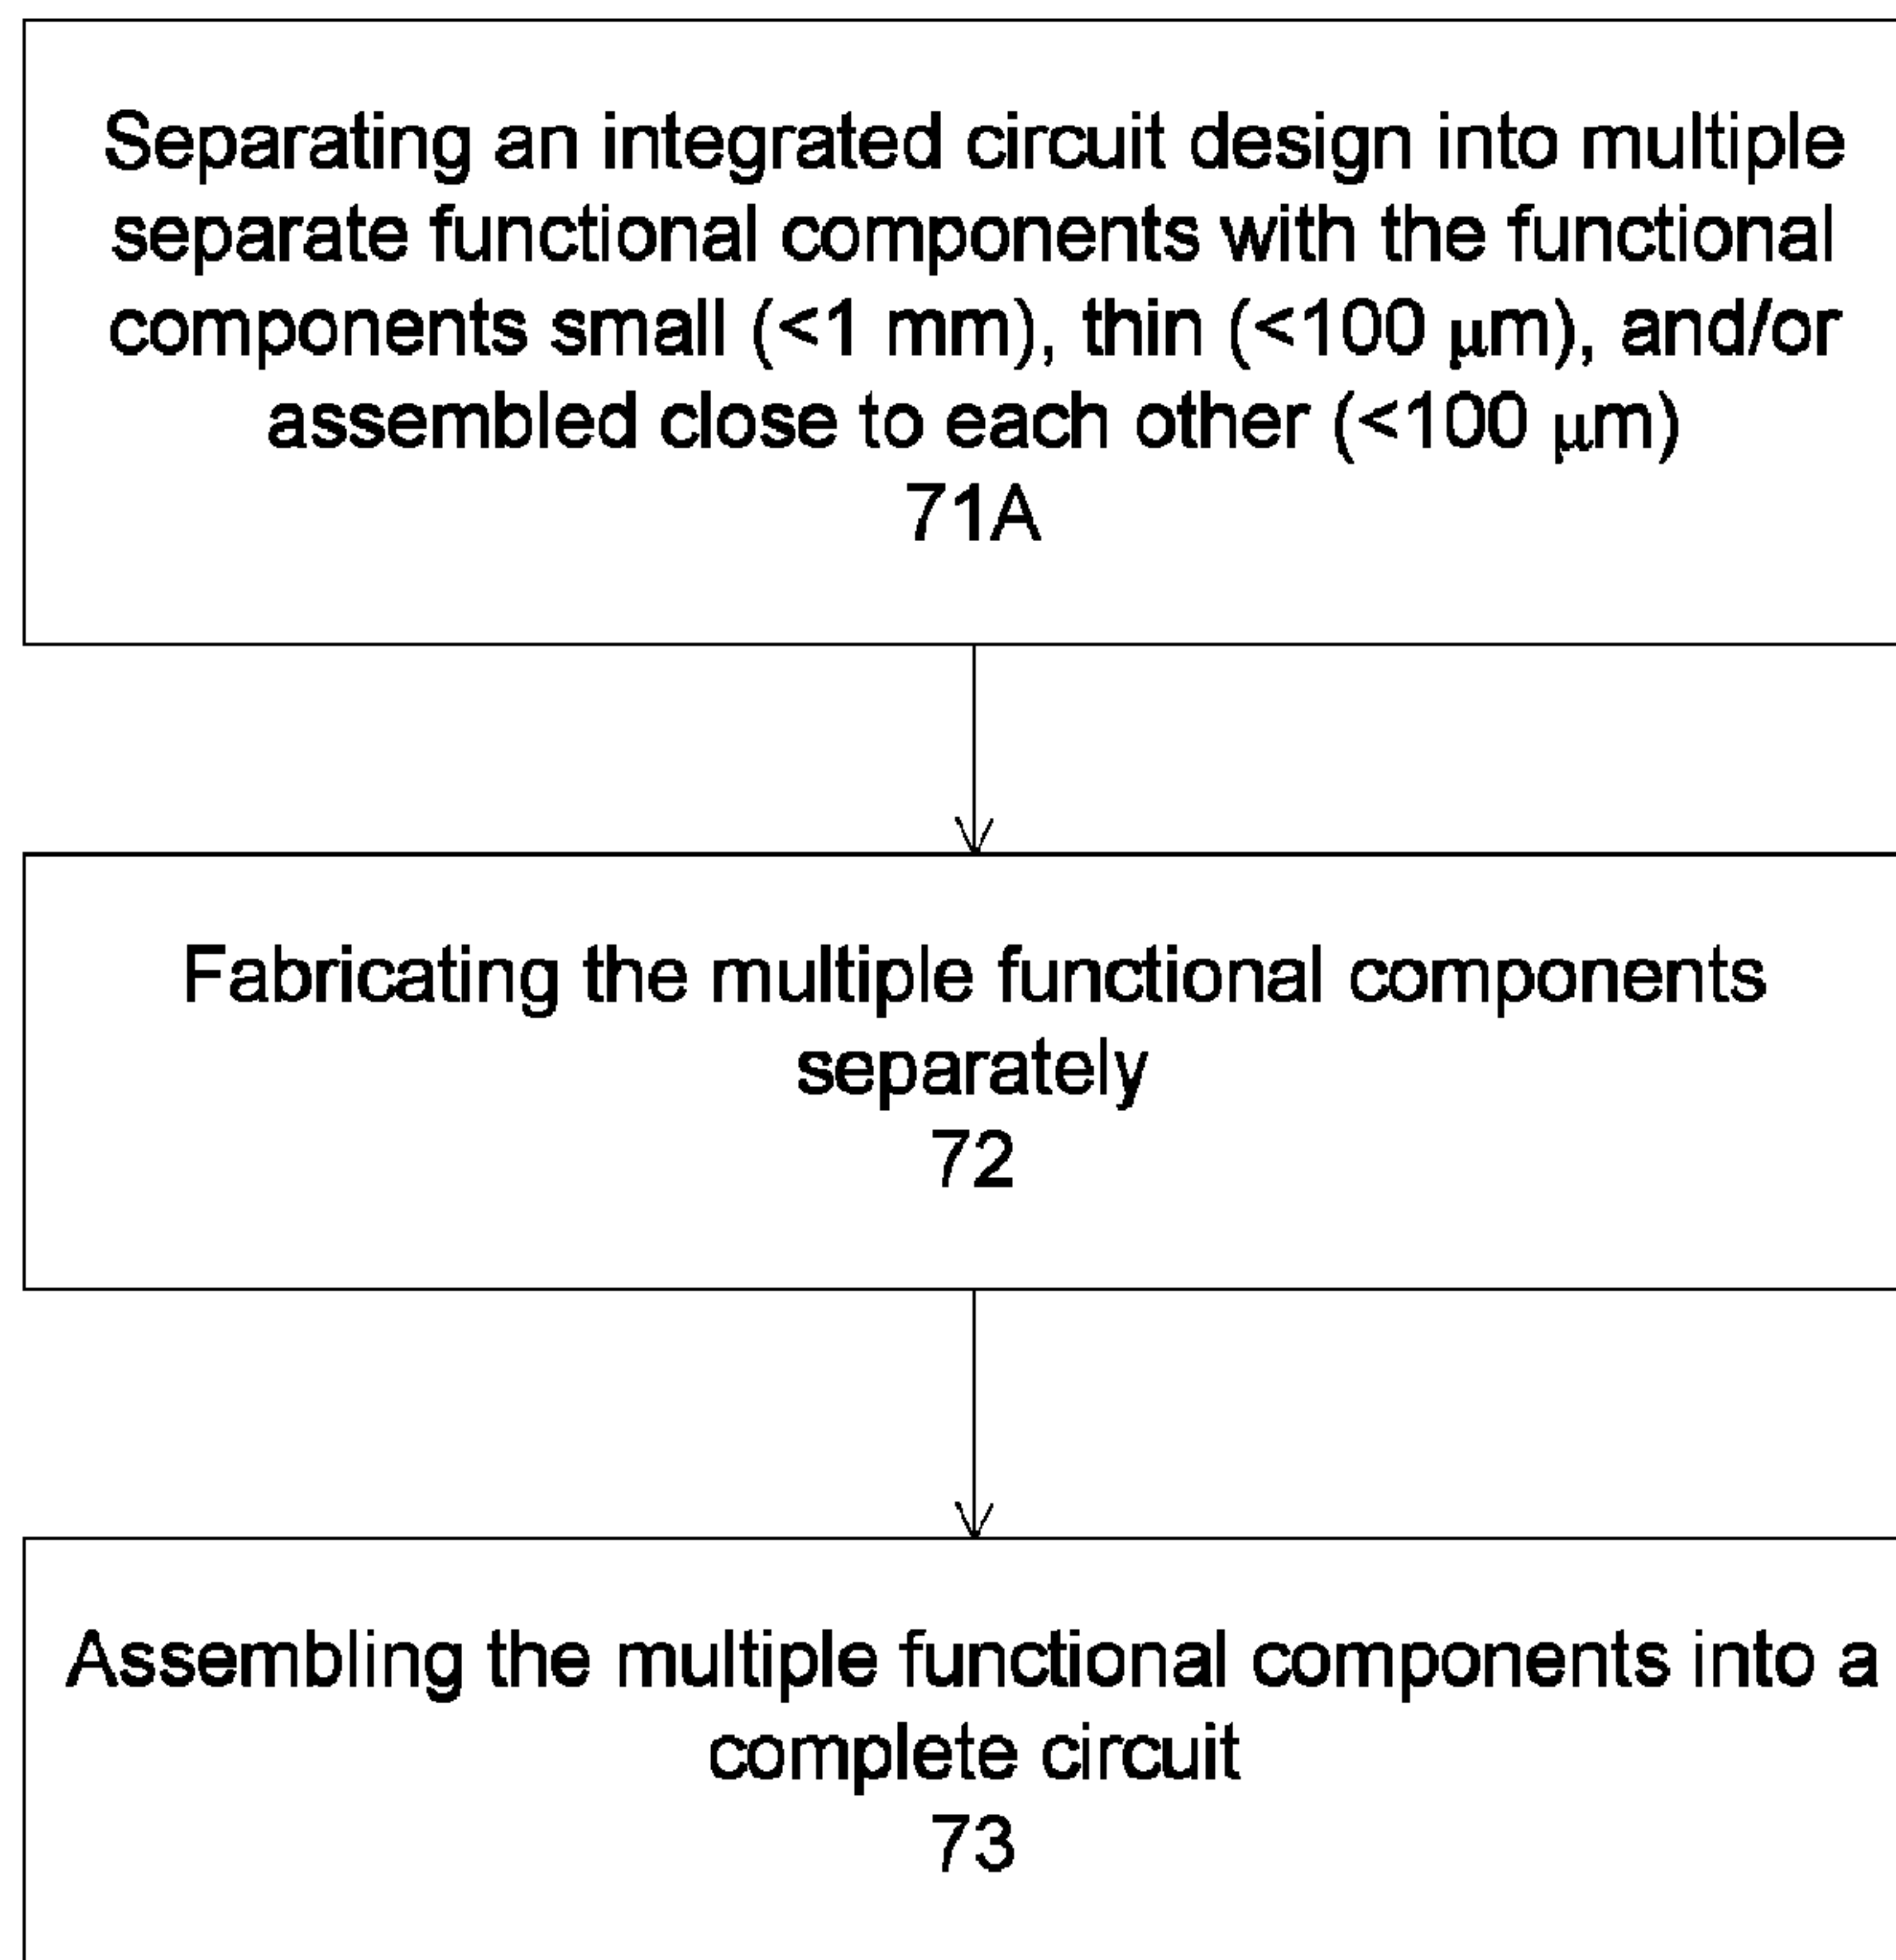 Separating an integrated circuit design into multiple
separate functional components with the functional
components small (<1 mm), thin (<100 μm), and/or
assembled close to each other (<100 μm)
71A
Fabricating the multiple functional components
separately
72
Assembling the multiple functional components into a
complete circuit
73